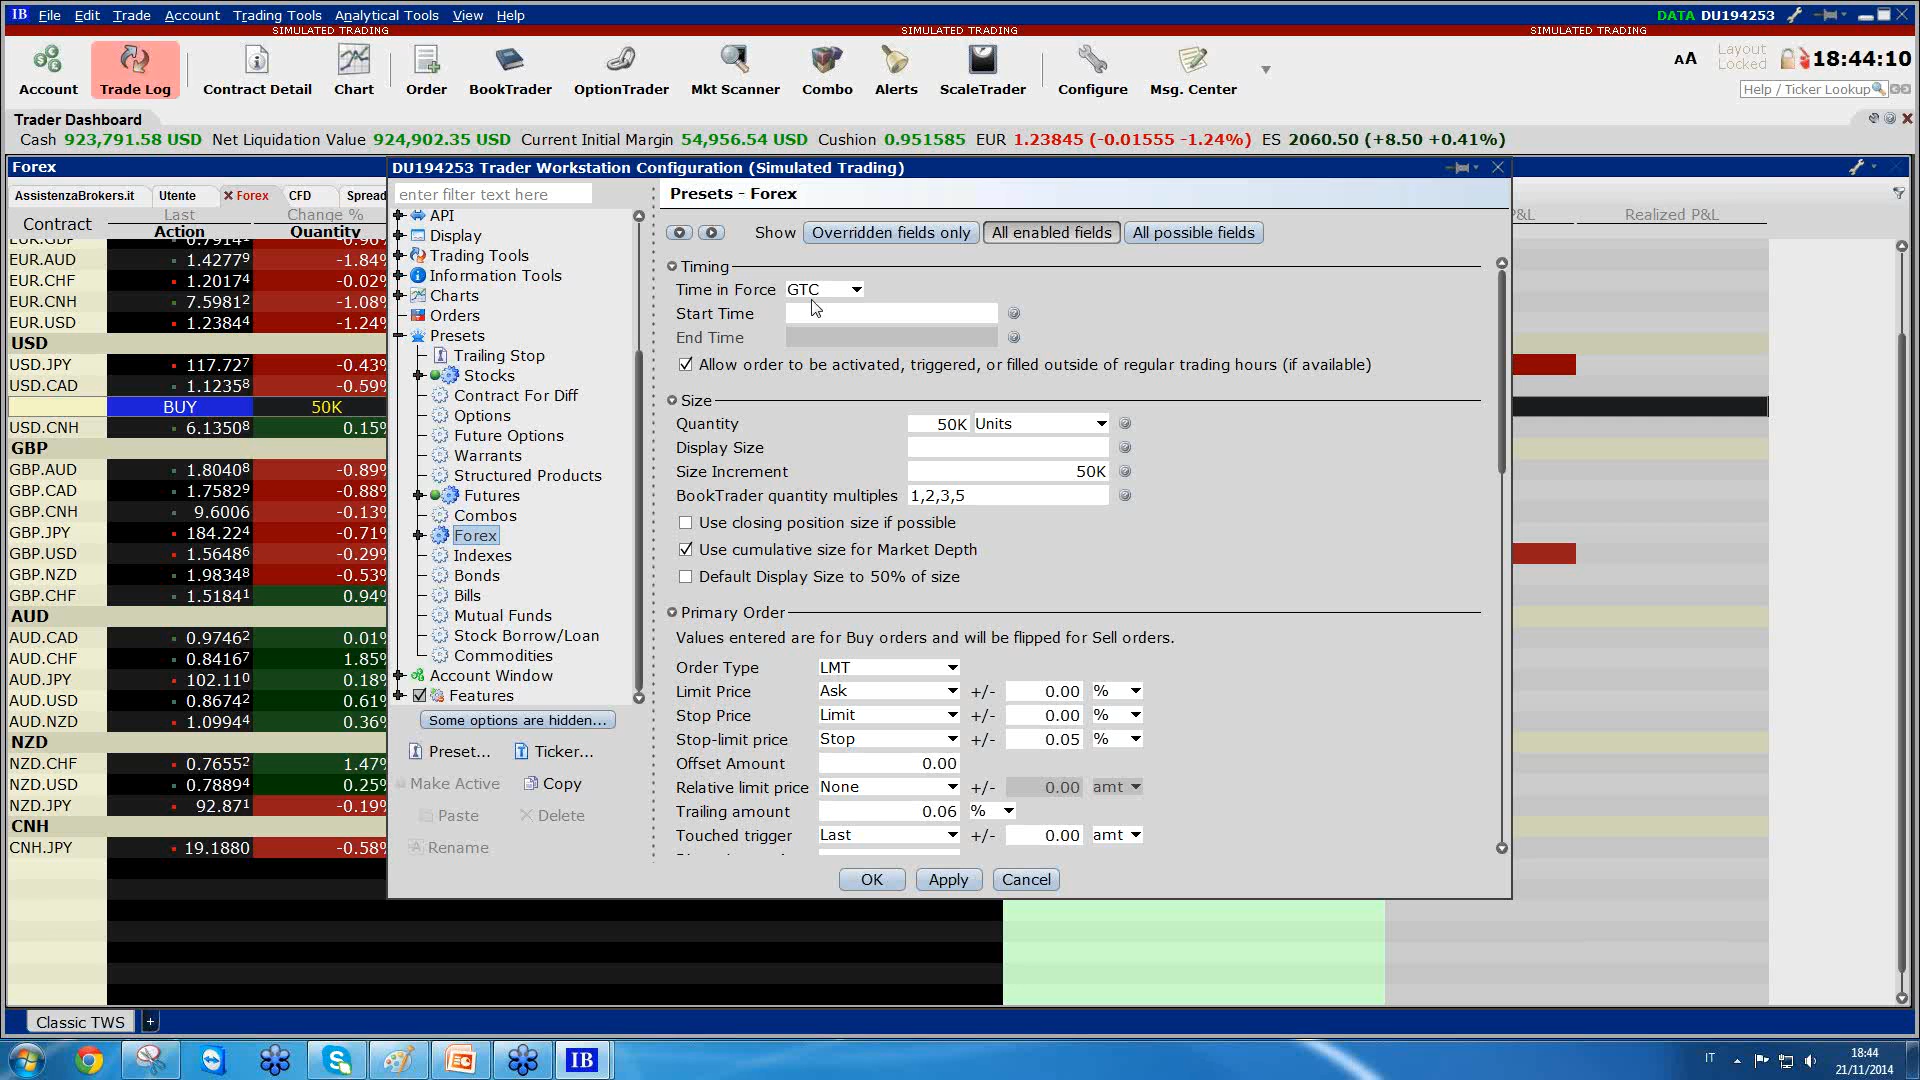 IB File Edit Trade Account Trading Tools Analytical Tools View Help DATA DU194253
SIMULATED TRADING SIMULATED TRADING SIMULATED TRADING
Account Trade Log Contract Detail Chart Order BookTrader OptionTrader Mkt Scanner Combo Alerts ScaleTrader Configure Msg. Center
AA Layout Locked 18:44:10
Help / Ticker Lookup
Trader Dashboard
Cash 923,791.58 USD Net Liquidation Value 924,902.35 USD Current Initial Margin 54,956.54 USD Cushion 0.951585 EUR 1.23845 (-0.01555 -1.24%) ES 2060.50 (+8.50 +0.41%)
Forex
AssistenzaBrokers.it Utente Forex CFD Spread
Contract Last Change %
Action Quantity
P&L Realized P&L
EUR.GBP 0.79141 -0.96%
EUR.AUD 1.42779 -1.84%
EUR.CHF 1.20174 -0.02%
EUR.CNH 7.59812 -1.08%
EUR.USD 1.23844 -1.24%
USD
USD.JPY 117.727 -0.43%
USD.CAD 1.12358 -0.59%
BUY 50K
USD.CNH 6.13508 0.15%
GBP
GBP.AUD 1.80408 -0.89%
GBP.CAD 1.75829 -0.88%
GBP.CNH 9.6006 -0.13%
GBP.JPY 184.224 -0.71%
GBP.USD 1.56486 -0.29%
GBP.NZD 1.98348 -0.53%
GBP.CHF 1.51841 0.94%
AUD
AUD.CAD 0.97462 0.01%
AUD.CHF 0.84167 1.85%
AUD.JPY 102.110 0.18%
AUD.USD 0.86742 0.61%
AUD.NZD 1.09944 0.36%
NZD
NZD.CHF 0.76552 1.47%
NZD.USD 0.78894 0.25%
NZD.JPY 92.871 -0.19%
CNH
CNH.JPY 19.1880 -0.58%
DU194253 Trader Workstation Configuration (Simulated Trading)
enter filter text here
API
Display
Trading Tools
Information Tools
Charts
Orders
Presets
Trailing Stop
Stocks
Contract For Diff
Options
Future Options
Warrants
Structured Products
Futures
Combos
Forex
Indexes
Bonds
Bills
Mutual Funds
Stock Borrow/Loan
Commodities
Account Window
Features
Some options are hidden...
Preset... Ticker...
Make Active Copy
Paste Delete
Rename
Presets - Forex
Show Overridden fields only All enabled fields All possible fields
Timing
Time in Force GTC
Start Time
End Time
Allow order to be activated, triggered, or filled outside of regular trading hours (if available)
Size
Quantity 50K Units
Display Size
Size Increment 50K
BookTrader quantity multiples 1,2,3,5
Use closing position size if possible
Use cumulative size for Market Depth
Default Display Size to 50% of size
Primary Order
Values entered are for Buy orders and will be flipped for Sell orders.
Order Type LMT
Limit Price Ask +/- 0.00 %
Stop Price Limit +/- 0.00 %
Stop-limit price Stop +/- 0.05 %
Offset Amount 0.00
Relative limit price None +/- 0.00 amt
Trailing amount 0.06 %
Touched trigger Last +/- 0.00 amt
OK Apply Cancel
Classic TWS +
IB IT 18:44
21/11/2014